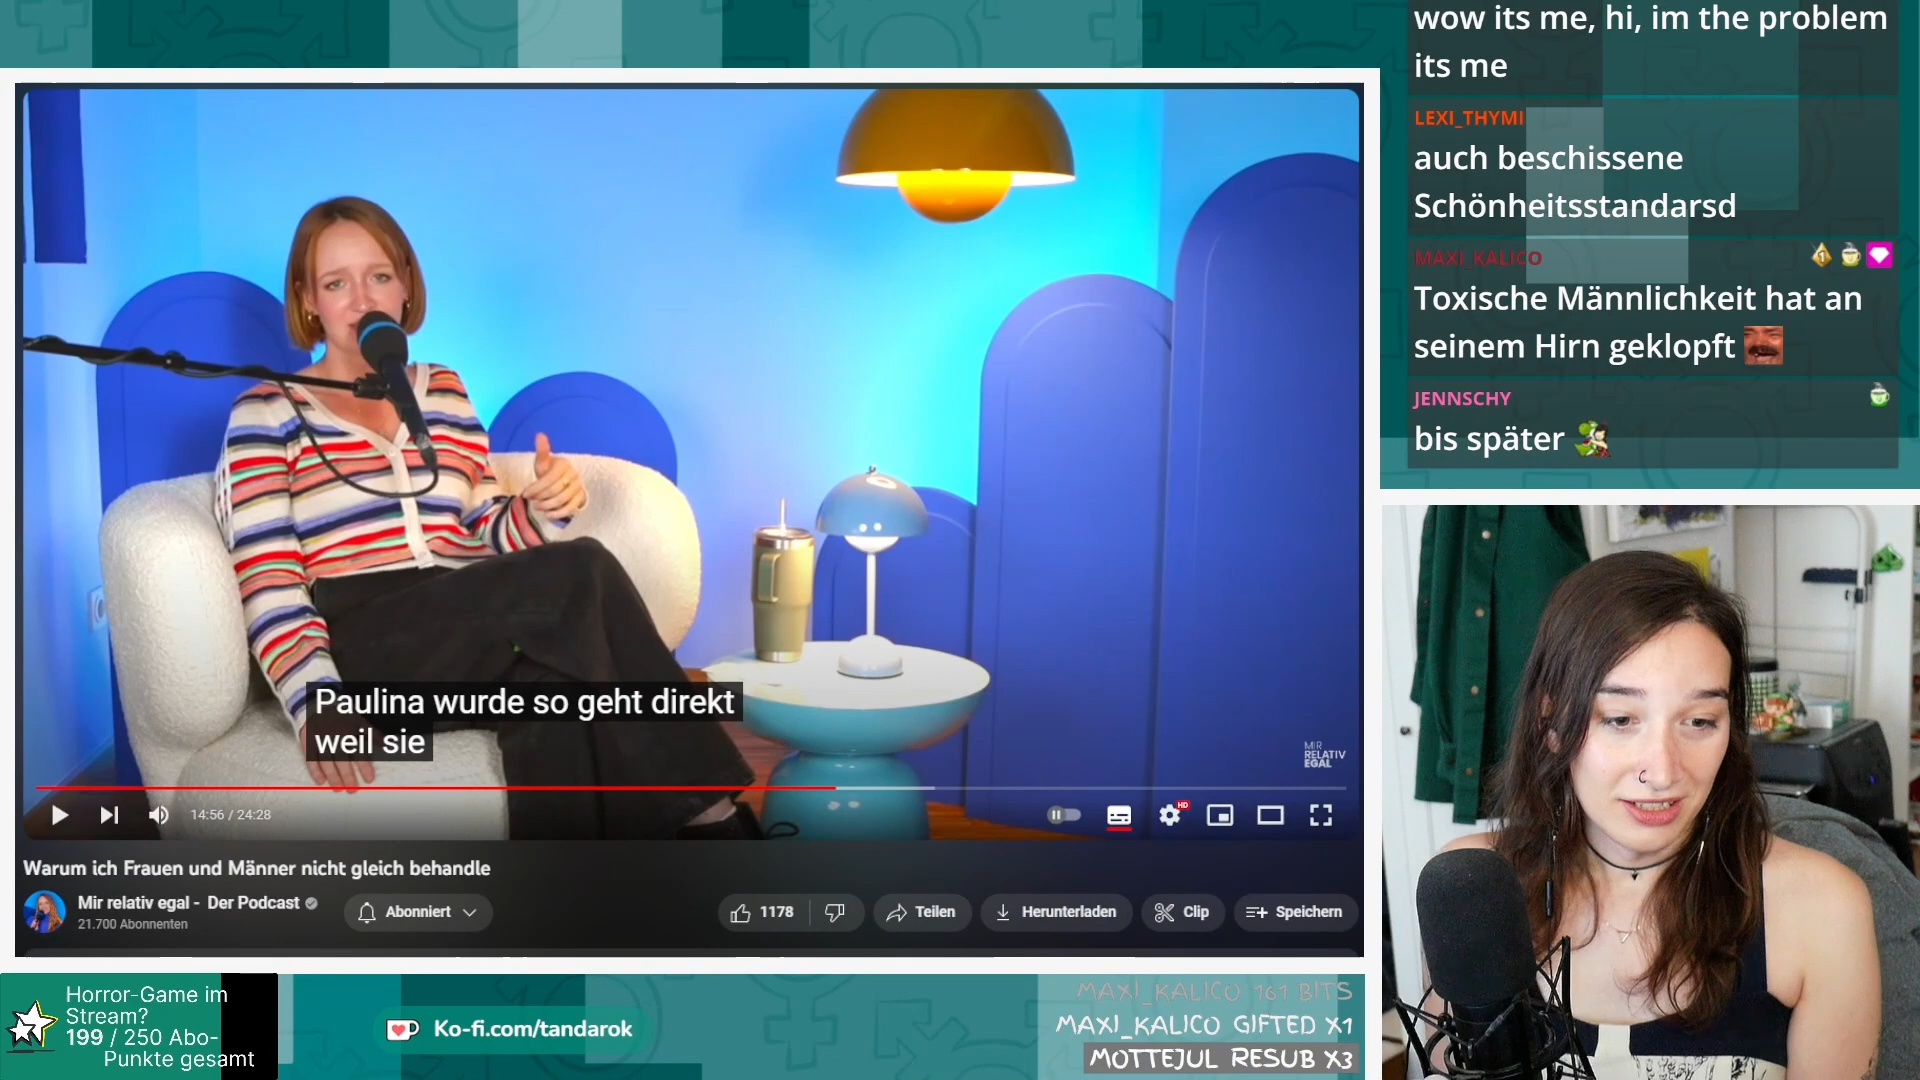 wow its me, hi, im the problem
its me
LEXI_THYMI
auch beschissene
Schönheitsstandarsd
MAXI_KALICO
Toxische Männlichkeit hat an
seinem Hirn geklopft
JENNSCHY
bis später
Paulina wurde so geht direkt
weil sie
MIR
RELATIV
EGAL
14:56 / 24:28
HD
Warum ich Frauen und Männer nicht gleich behandle
Mir relativ egal - Der Podcast
21.700 Abonnenten
Abonniert
1178
Teilen
Herunterladen
Clip
Speichern
Horror-Game im
Stream?
199 / 250 Abo-
Punkte gesamt
Ko-fi.com/tandarok
MAXI_KALICO 161 BITS
MAXI_KALICO GIFTED X1
MOTTEJUL RESUB X3